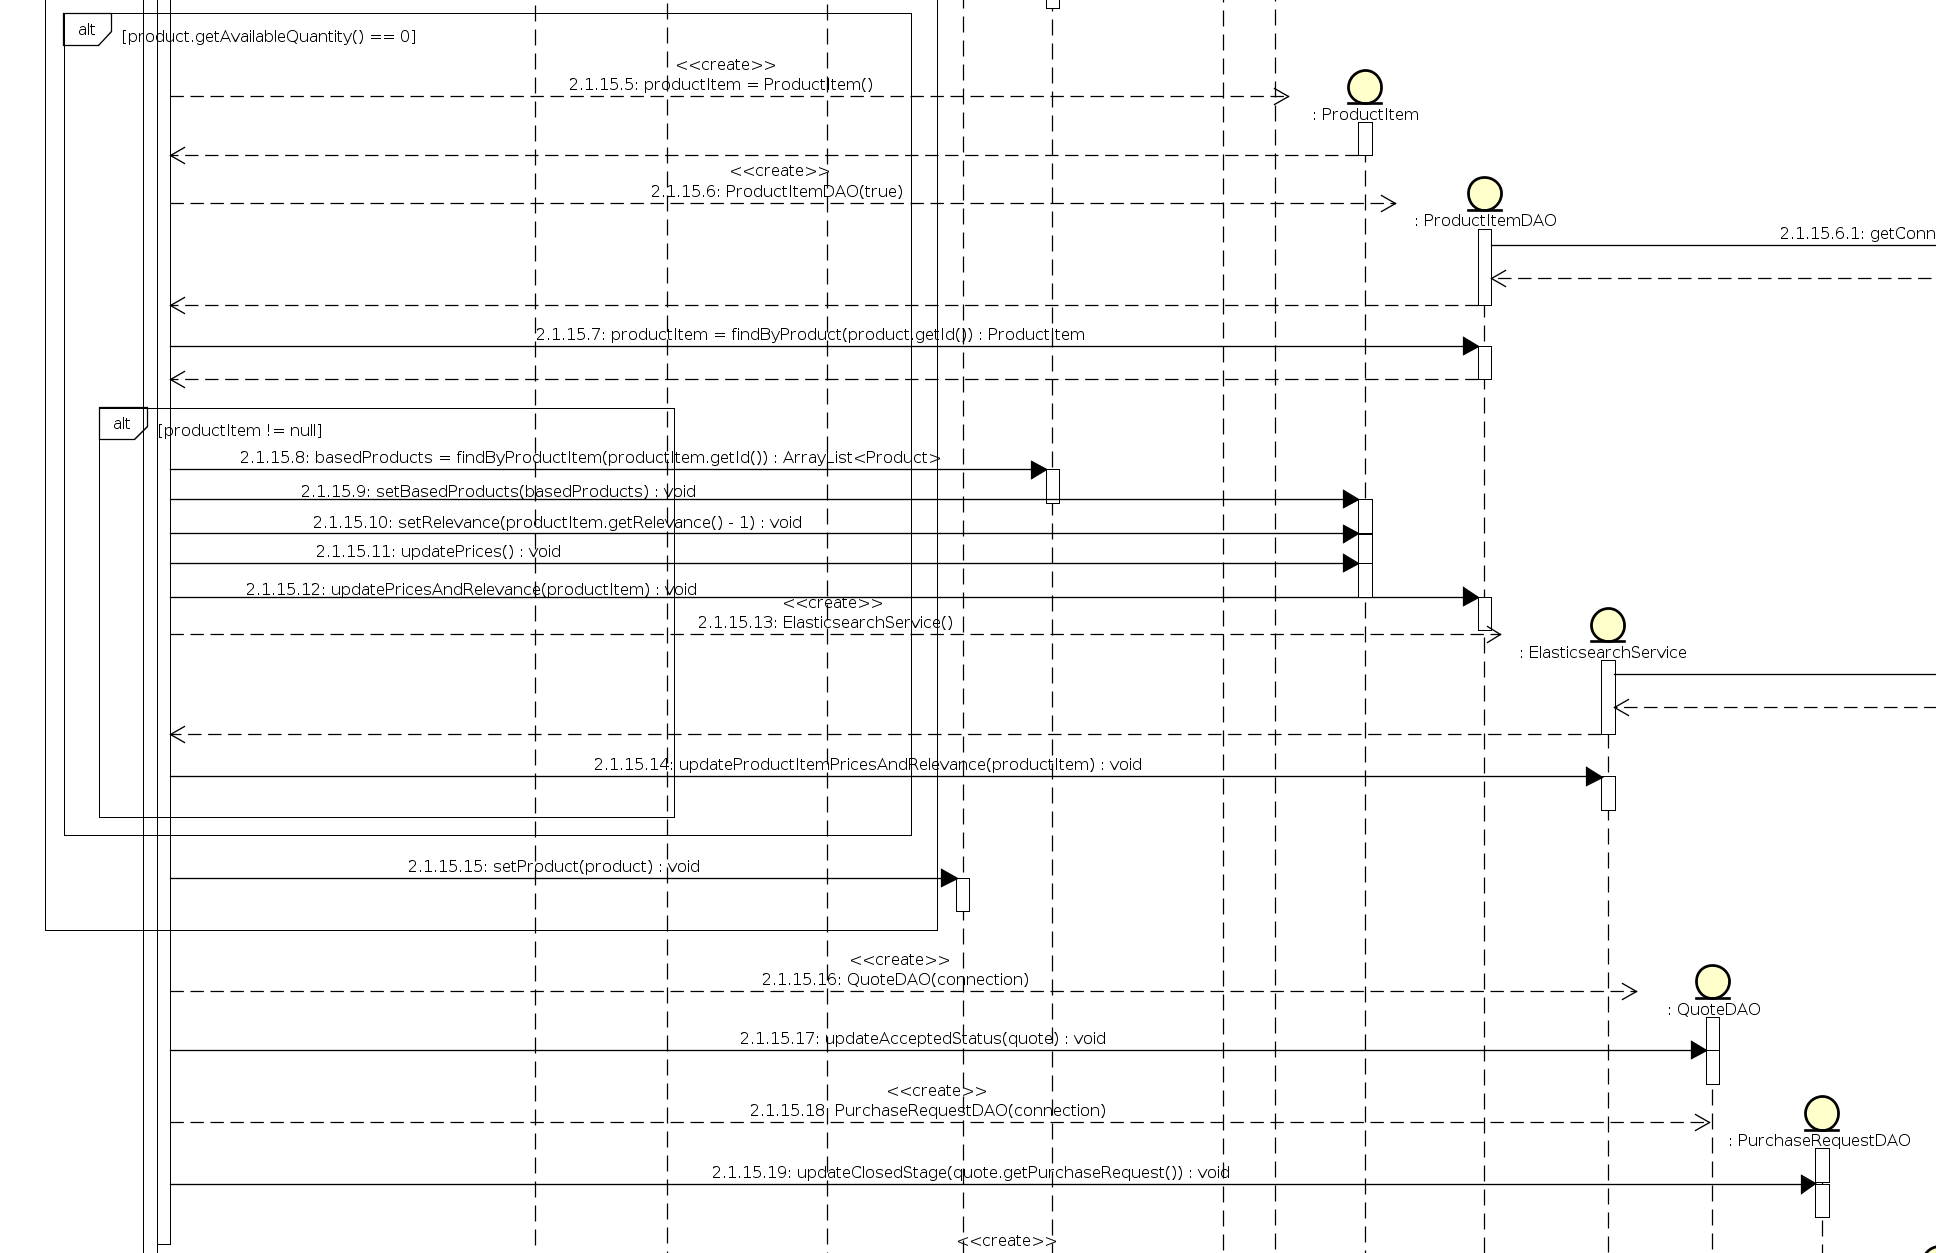 alt
[product.getAvailableQuantity() == 0]
<<create>>
2.1.15.5: productItem = ProductItem()
: ProductItem
<<create>>
2.1.15.6: ProductItemDAO(true)
: ProductItemDAO
2.1.15.6.1: getConn
2.1.15.7: productItem = findByProduct(product.getId()) : ProductItem
alt
[productItem != null]
2.1.15.8: basedProducts = findByProductItem(productItem.getId()) : ArrayList<Product>
2.1.15.9: setBasedProducts(basedProducts) : void
2.1.15.10: setRelevance(productItem.getRelevance() - 1) : void
2.1.15.11: updatePrices() : void
2.1.15.12: updatePricesAndRelevance(productItem) : void
<<create>>
2.1.15.13: ElasticsearchService()
: ElasticsearchService
2.1.15.14: updateProductItemPricesAndRelevance(productItem) : void
2.1.15.15: setProduct(product) : void
<<create>>
2.1.15.16: QuoteDAO(connection)
: QuoteDAO
2.1.15.17: updateAcceptedStatus(quote) : void
<<create>>
2.1.15.18: PurchaseRequestDAO(connection)
: PurchaseRequestDAO
2.1.15.19: updateClosedStage(quote.getPurchaseRequest()) : void
<<create>>